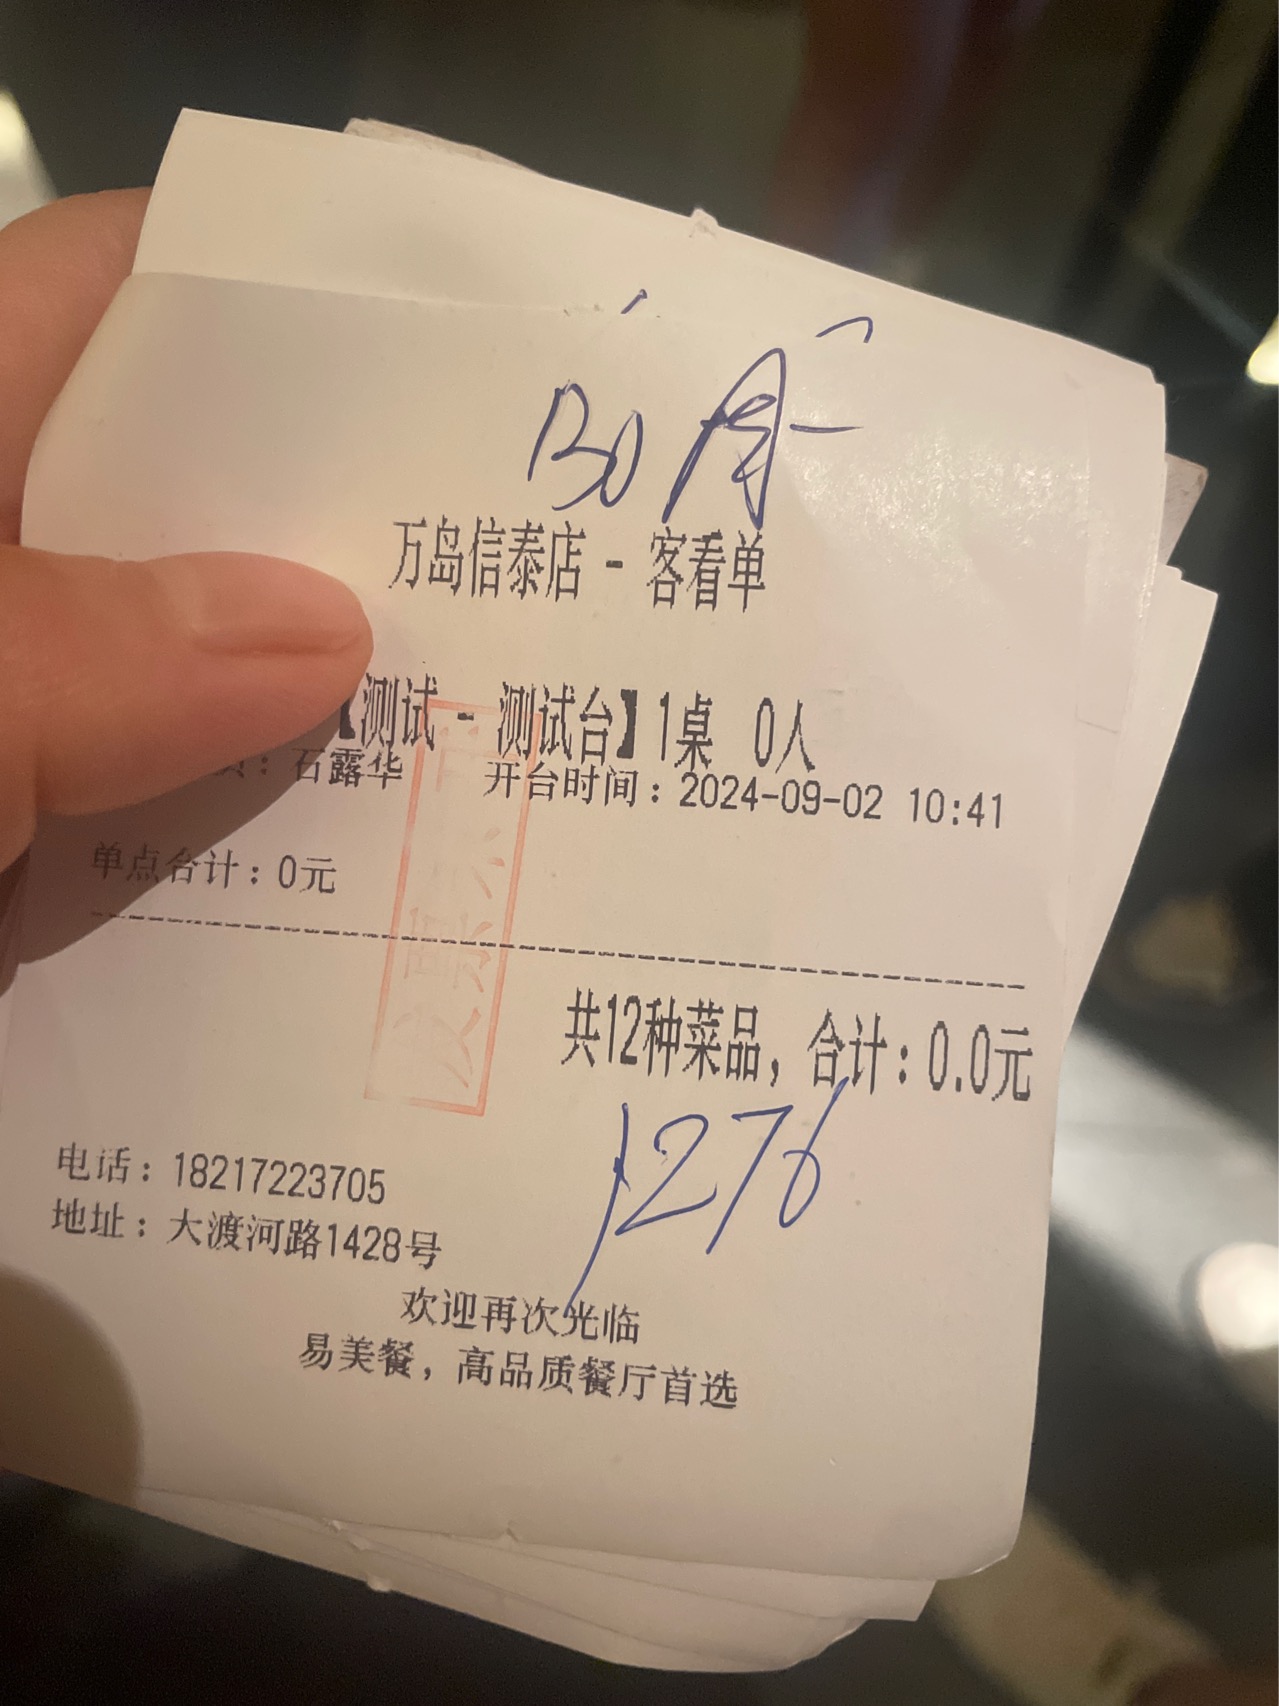 万岛信泰店 - 客看单
【测试 - 测试台】1桌 0人
员：石露华 开台时间：2024-09-02 10:41
单点合计：0元
共12种菜品，合计：0.0元
1276
电话：18217223705
地址：大渡河路1428号
欢迎再次光临
易美餐，高品质餐厅首选